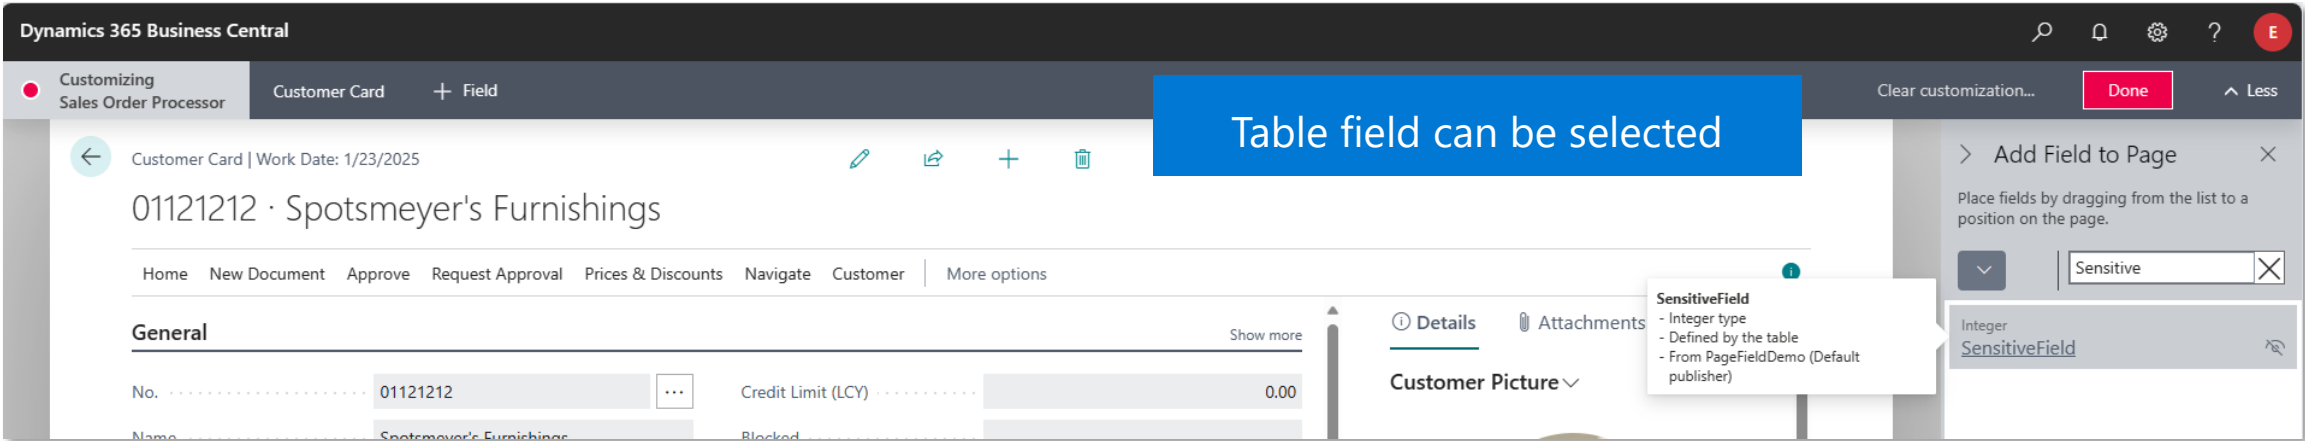 Dynamics 365 Business Central
?
E
Customizing
Sales Order Processor
Customer Card
+ Field
Clear customization...
Done
Less
Table field can be selected
Customer Card | Work Date: 1/23/2025
01121212 · Spotsmeyer's Furnishings
Home New Document Approve Request Approval Prices & Discounts Navigate Customer More options
General
Show more
No.
01121212
...
Credit Limit (LCY)
0.00
Name
Spotsmeyer's Furnishings
Blocked
Details
Attachments
Customer Picture
SensitiveField
- Integer type
- Defined by the table
- From PageFieldDemo (Default
publisher)
Add Field to Page
Place fields by dragging from the list to a
position on the page.
Sensitive
Integer
SensitiveField